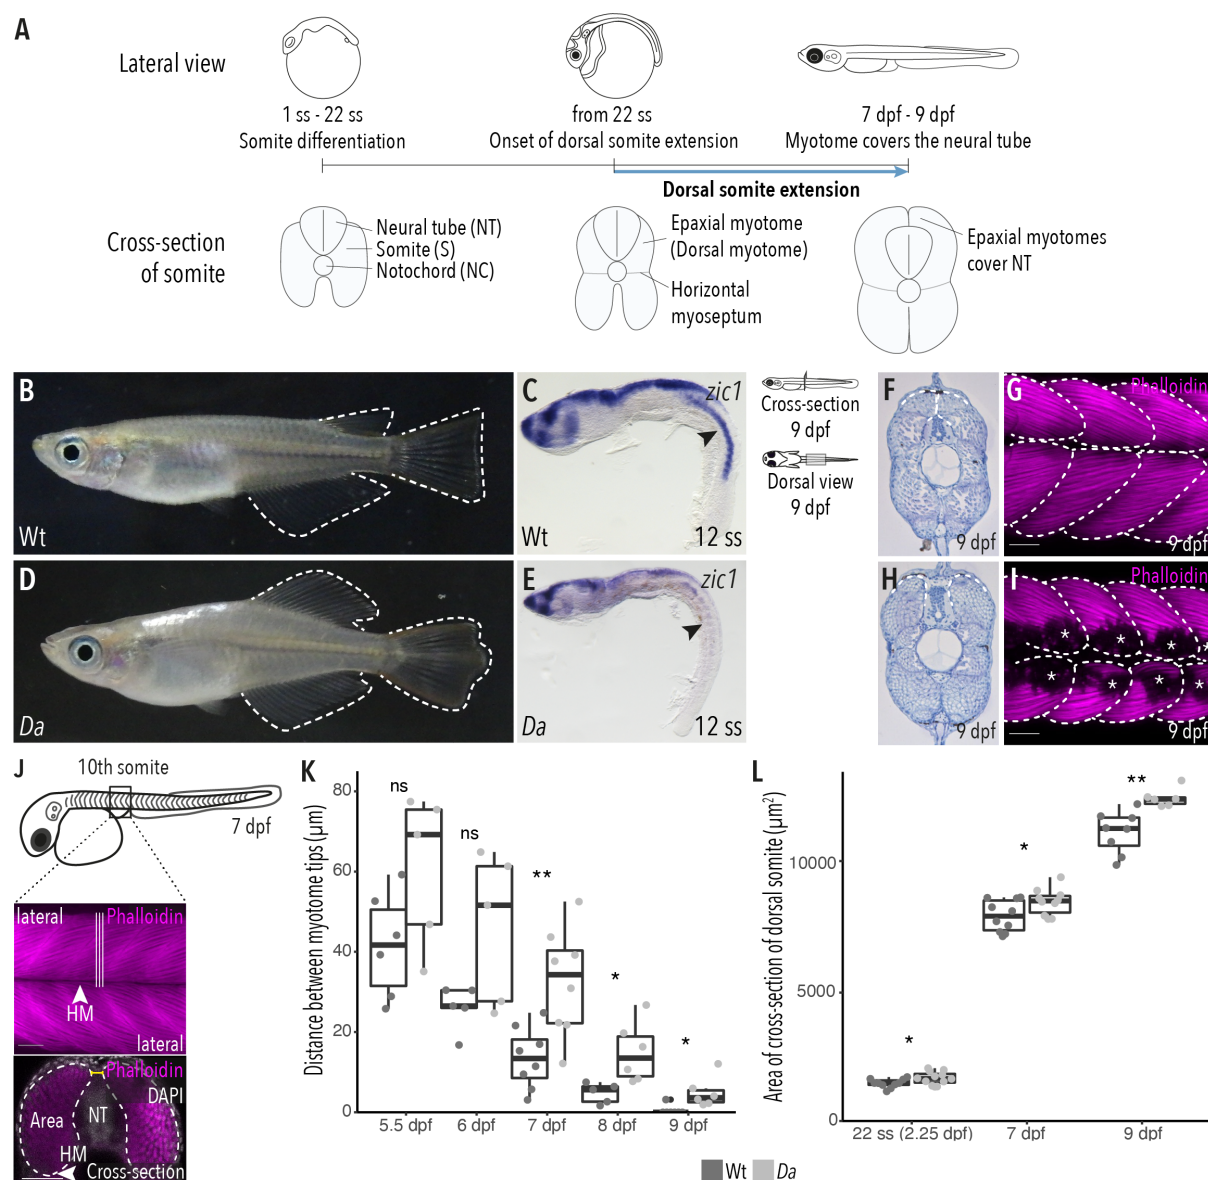 A
Lateral view
1 ss - 22 ss
Somite differentiation
from 22 ss
Onset of dorsal somite extension
7 dpf - 9 dpf
Myotome covers the neural tube
Dorsal somite extension
Cross-section
of somite
Neural tube (NT)
Somite (S)
Notochord (NC)
Epaxial myotome
(Dorsal myotome)
Horizontal
myoseptum
Epaxial myotomes
cover NT
B
Wt
C
zic1
Wt
12 ss
Cross-section
9 dpf
Dorsal view
9 dpf
F
9 dpf
G
Phalloidin
9 dpf
D
Da
E
zic1
Da
12 ss
H
9 dpf
I
Phalloidin
* * * *
* * * *
9 dpf
J
10th somite
7 dpf
lateral
Phalloidin
HM
lateral
Phalloidin
DAPI
Area
NT
HM
Cross-section
K
Distance between myotome tips (µm)
80
60
40
20
0
ns
ns
**
*
*
5.5 dpf
6 dpf
7 dpf
8 dpf
9 dpf
L
Area of cross-section of dorsal somite (µm²)
10000
5000
0
*
*
**
22 ss (2.25 dpf)
7 dpf
9 dpf
Wt
Da